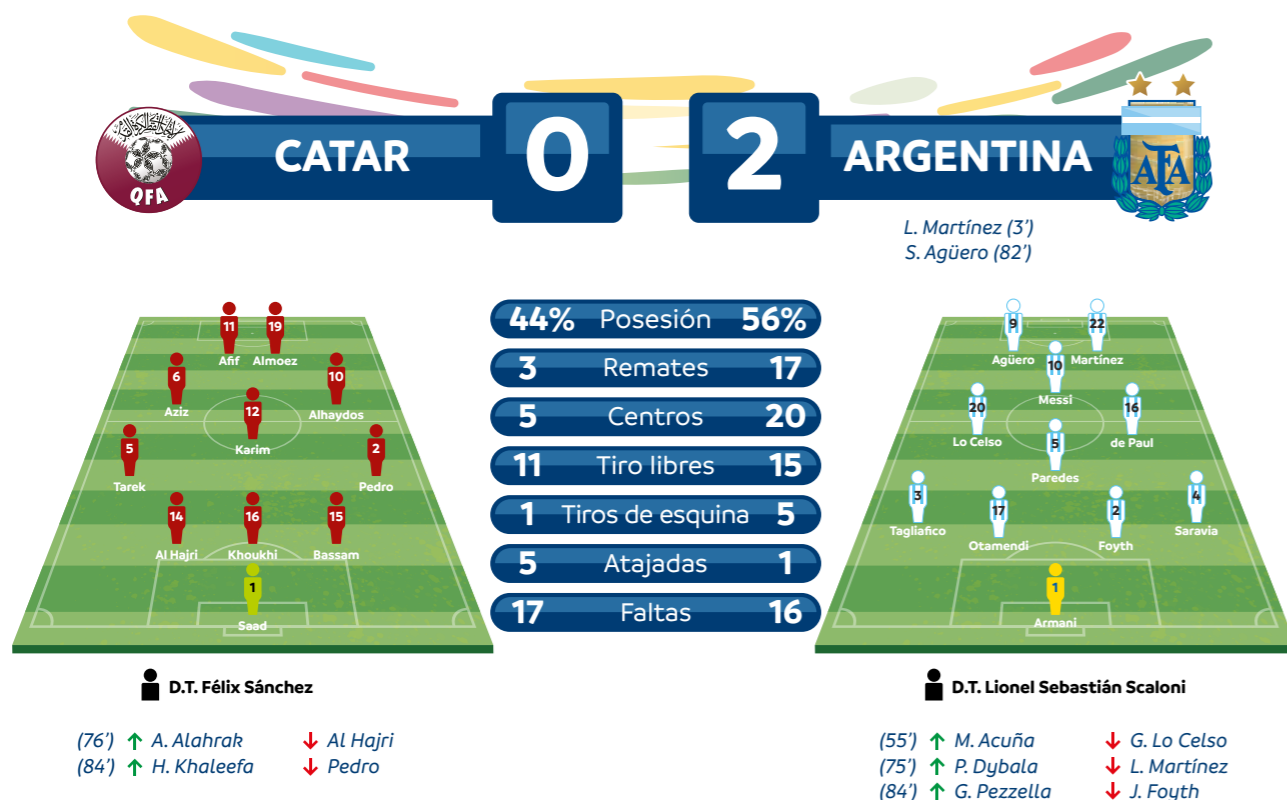 CATAR 0 2 ARGENTINA
QFA
AFA
L. Martínez (3')
S. Agüero (82')
11 19
Afif Almoez
6 10
Aziz Alhaydos
12
Karim
5 2
Tarek Pedro
14 16 15
Al Hajri Khoukhi Bassam
1
Saad
44% Posesión 56%
3 Remates 17
5 Centros 20
11 Tiro libres 15
1 Tiros de esquina 5
5 Atajadas 1
17 Faltas 16
9 22
Agüero Martínez
10
Messi
20 16
Lo Celso de Paul
5
Paredes
3 4
Tagliafico Saravia
17 2
Otamendi Foyth
1
Armani
D.T. Félix Sánchez
(76') ↑ A. Alahrak ↓ Al Hajri
(84') ↑ H. Khaleefa ↓ Pedro
D.T. Lionel Sebastián Scaloni
(55') ↑ M. Acuña ↓ G. Lo Celso
(75') ↑ P. Dybala ↓ L. Martínez
(84') ↑ G. Pezzella ↓ J. Foyth